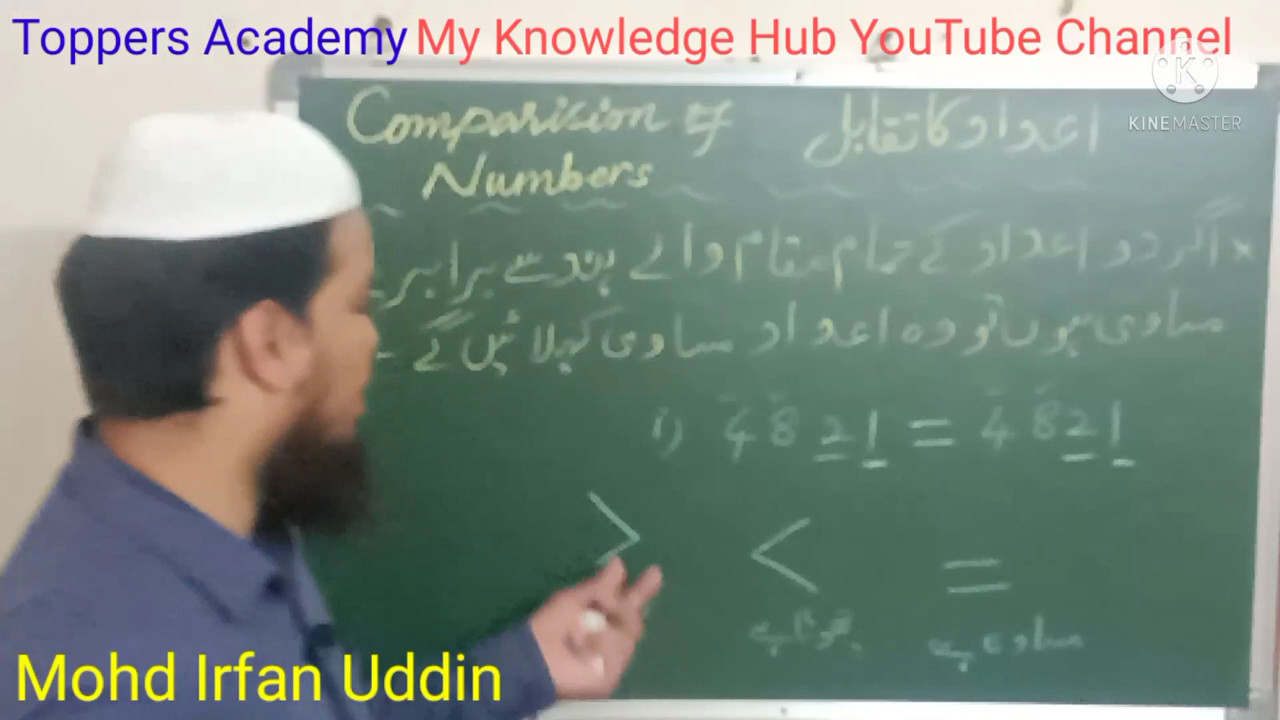 Toppers Academy My Knowledge Hub YouTube Channel
KINEMASTER
Comparision of
Numbers
اعداد کا تقابل
* اگر دو اعداد کے تمام مقام والے ہندسے برابر
مساوی ہوں تو وہ اعداد مساوی کہلائیں گے -
i) 4821 = 4821
> < =
چھوٹا ہے مساوی ہے
Mohd Irfan Uddin